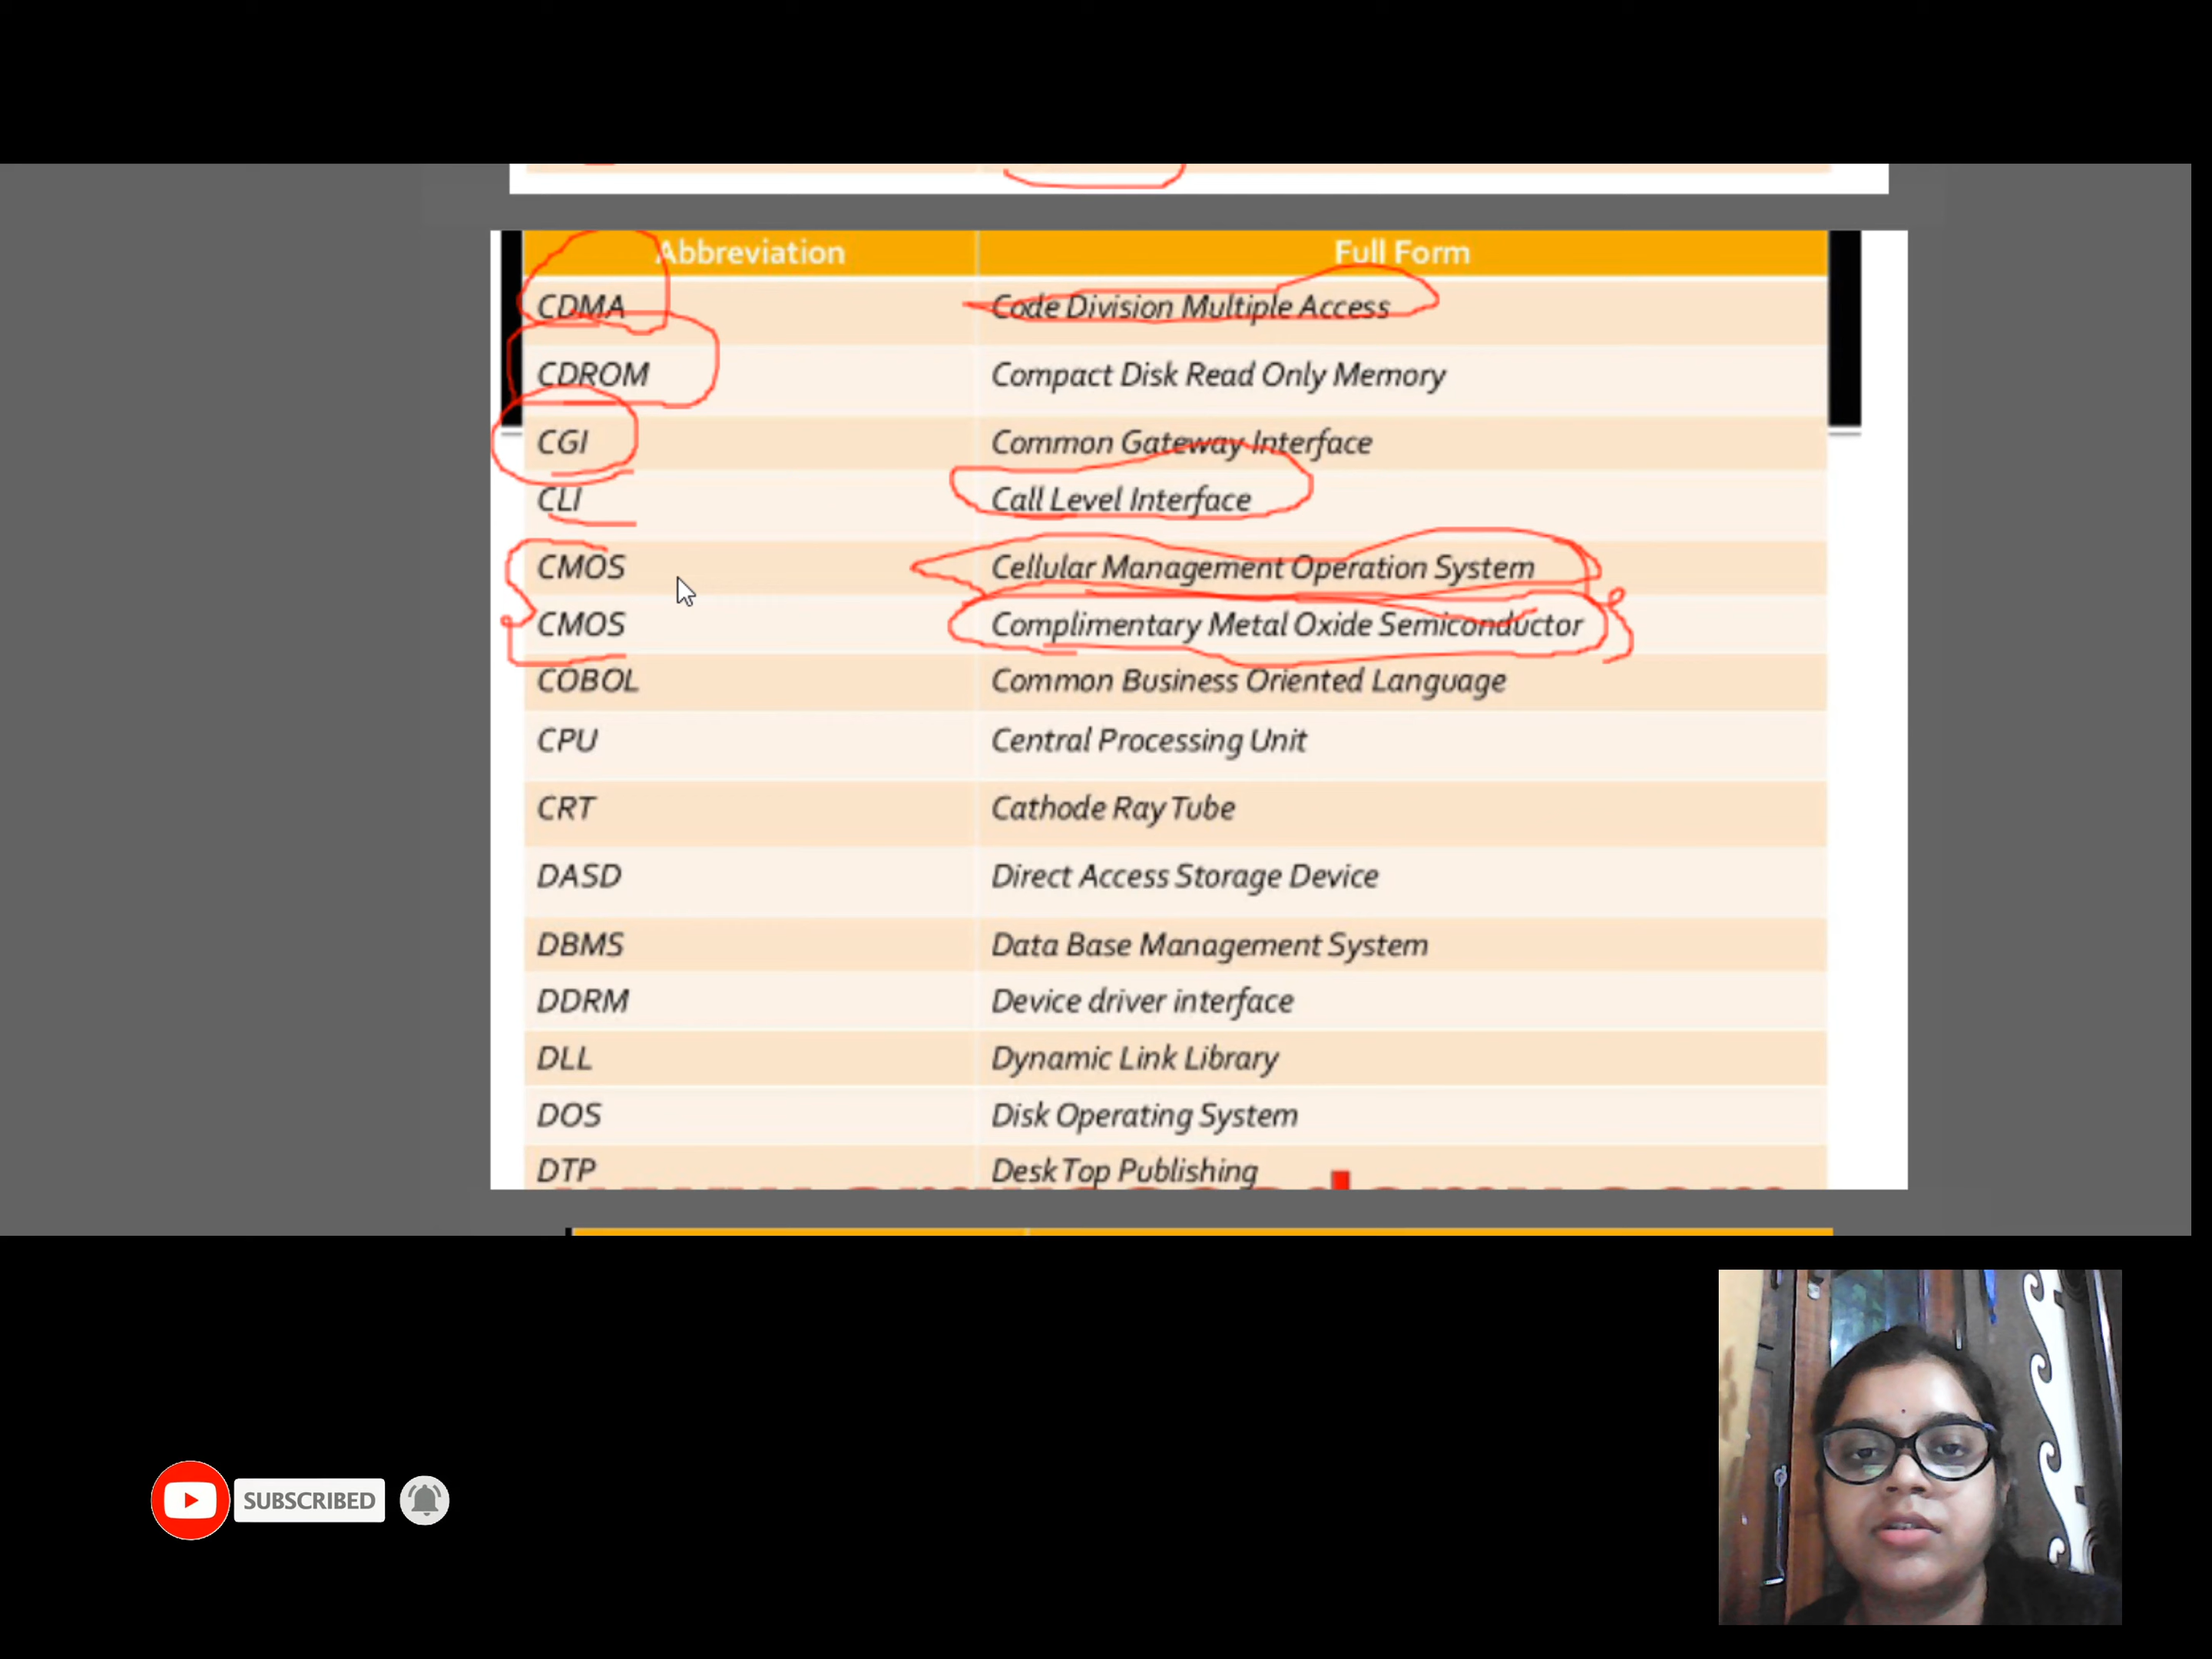 Abbreviation Full Form
CDMA Code Division Multiple Access
CDROM Compact Disk Read Only Memory
CGI Common Gateway Interface
CLI Call Level Interface
CMOS Cellular Management Operation System
CMOS Complimentary Metal Oxide Semiconductor
COBOL Common Business Oriented Language
CPU Central Processing Unit
CRT Cathode Ray Tube
DASD Direct Access Storage Device
DBMS Data Base Management System
DDRM Device driver interface
DLL Dynamic Link Library
DOS Disk Operating System
DTP Desk Top Publishing
SUBSCRIBED